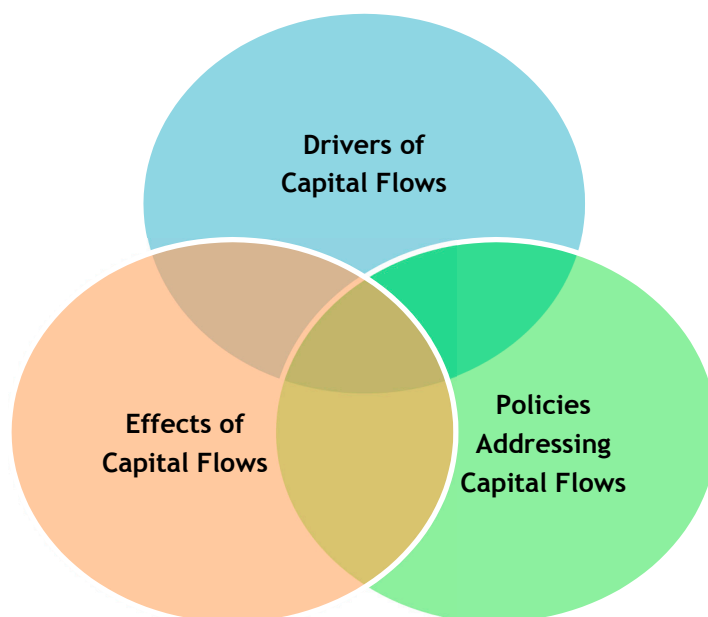 Drivers of
Capital Flows
Effects of
Capital Flows
Policies
Addressing
Capital Flows